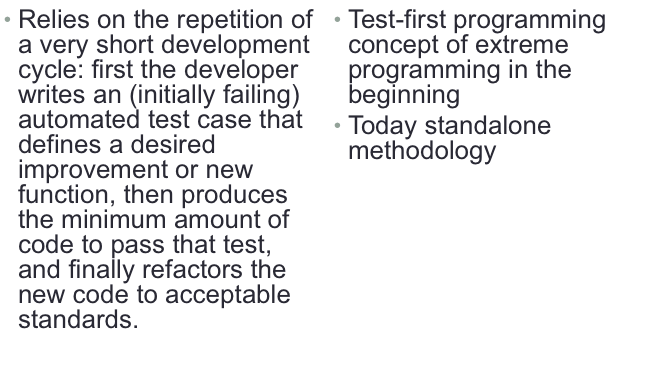 • Relies on the repetition of
a very short development
cycle: first the developer
writes an (initially failing)
automated test case that
defines a desired
improvement or new
function, then produces
the minimum amount of
code to pass that test,
and finally refactors the
new code to acceptable
standards.
• Test-first programming
concept of extreme
programming in the
beginning
• Today standalone
methodology